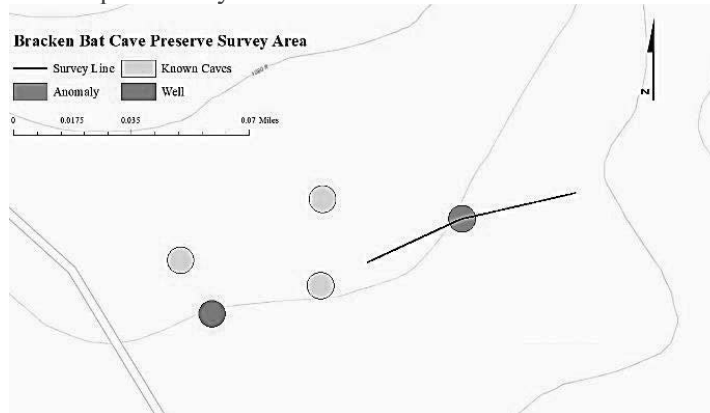 Bracken Bat Cave Preserve Survey Area
Survey Line Known Caves
Anomaly Well
0 0.0175 0.035 0.07 Miles
N